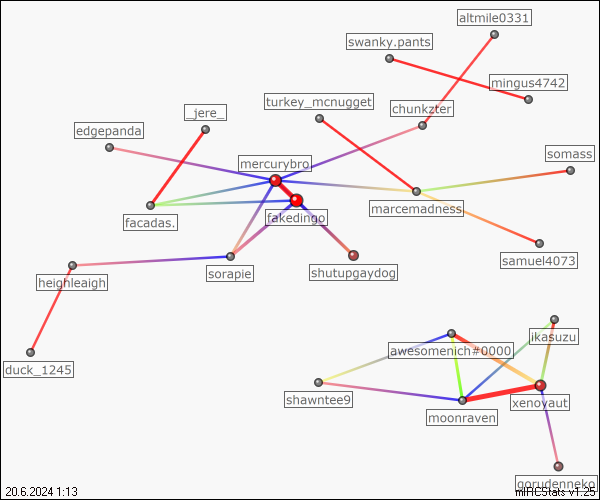 altmile0331
swanky.pants
mingus4742
turkey_mcnugget
chunkzter
_jere_
edgepanda
mercurybro
somass
marcemadness
facadas.
fakedingo
samuel4073
sorapie
shutupgaydog
heighleaigh
ikasuzu
awesomenich#0000
duck_1245
shawntee9
xenoyaut
moonraven
gorudenneko
20.6.2024 1:13
mIRCStats v1.25